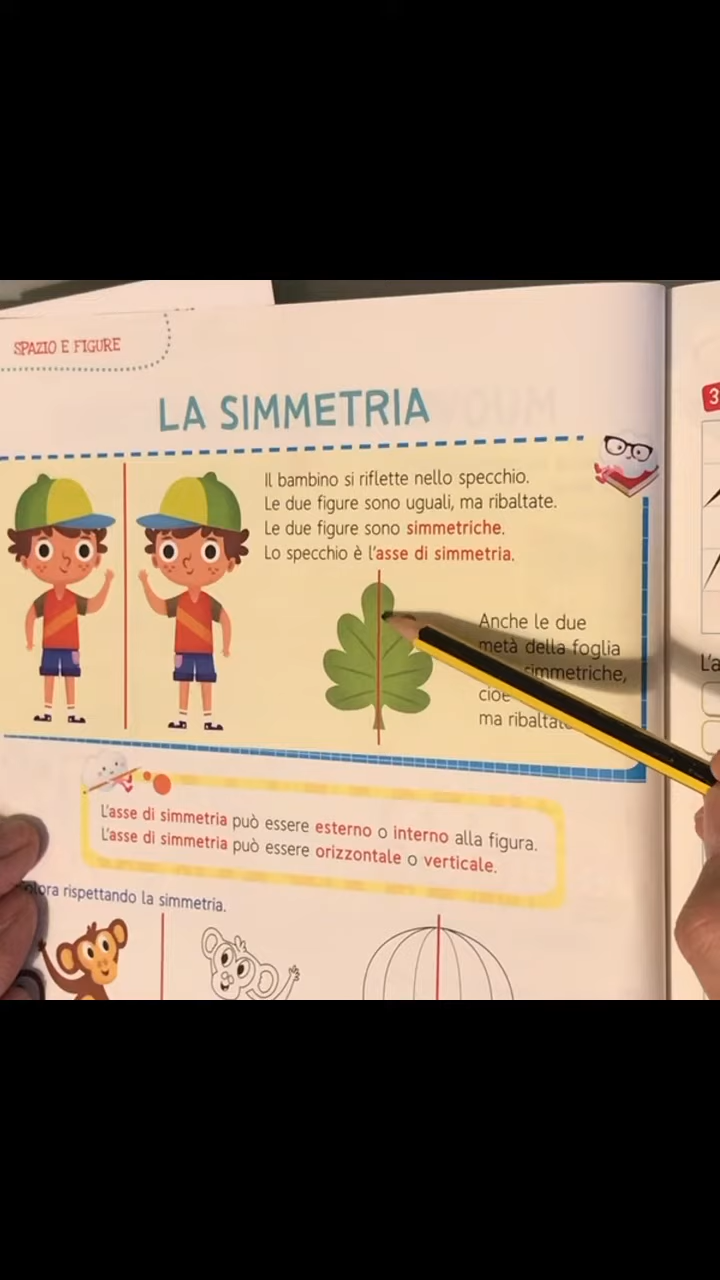 SPAZIO E FIGURE
LA SIMMETRIA
Il bambino si riflette nello specchio.
Le due figure sono uguali, ma ribaltate.
Le due figure sono simmetriche.
Lo specchio è l'asse di simmetria.
Anche le due
metà della foglia
simmetriche,
cioè
ma ribaltate
L'asse di simmetria può essere esterno o interno alla figura.
L'asse di simmetria può essere orizzontale o verticale.
olora rispettando la simmetria.
3
L'a